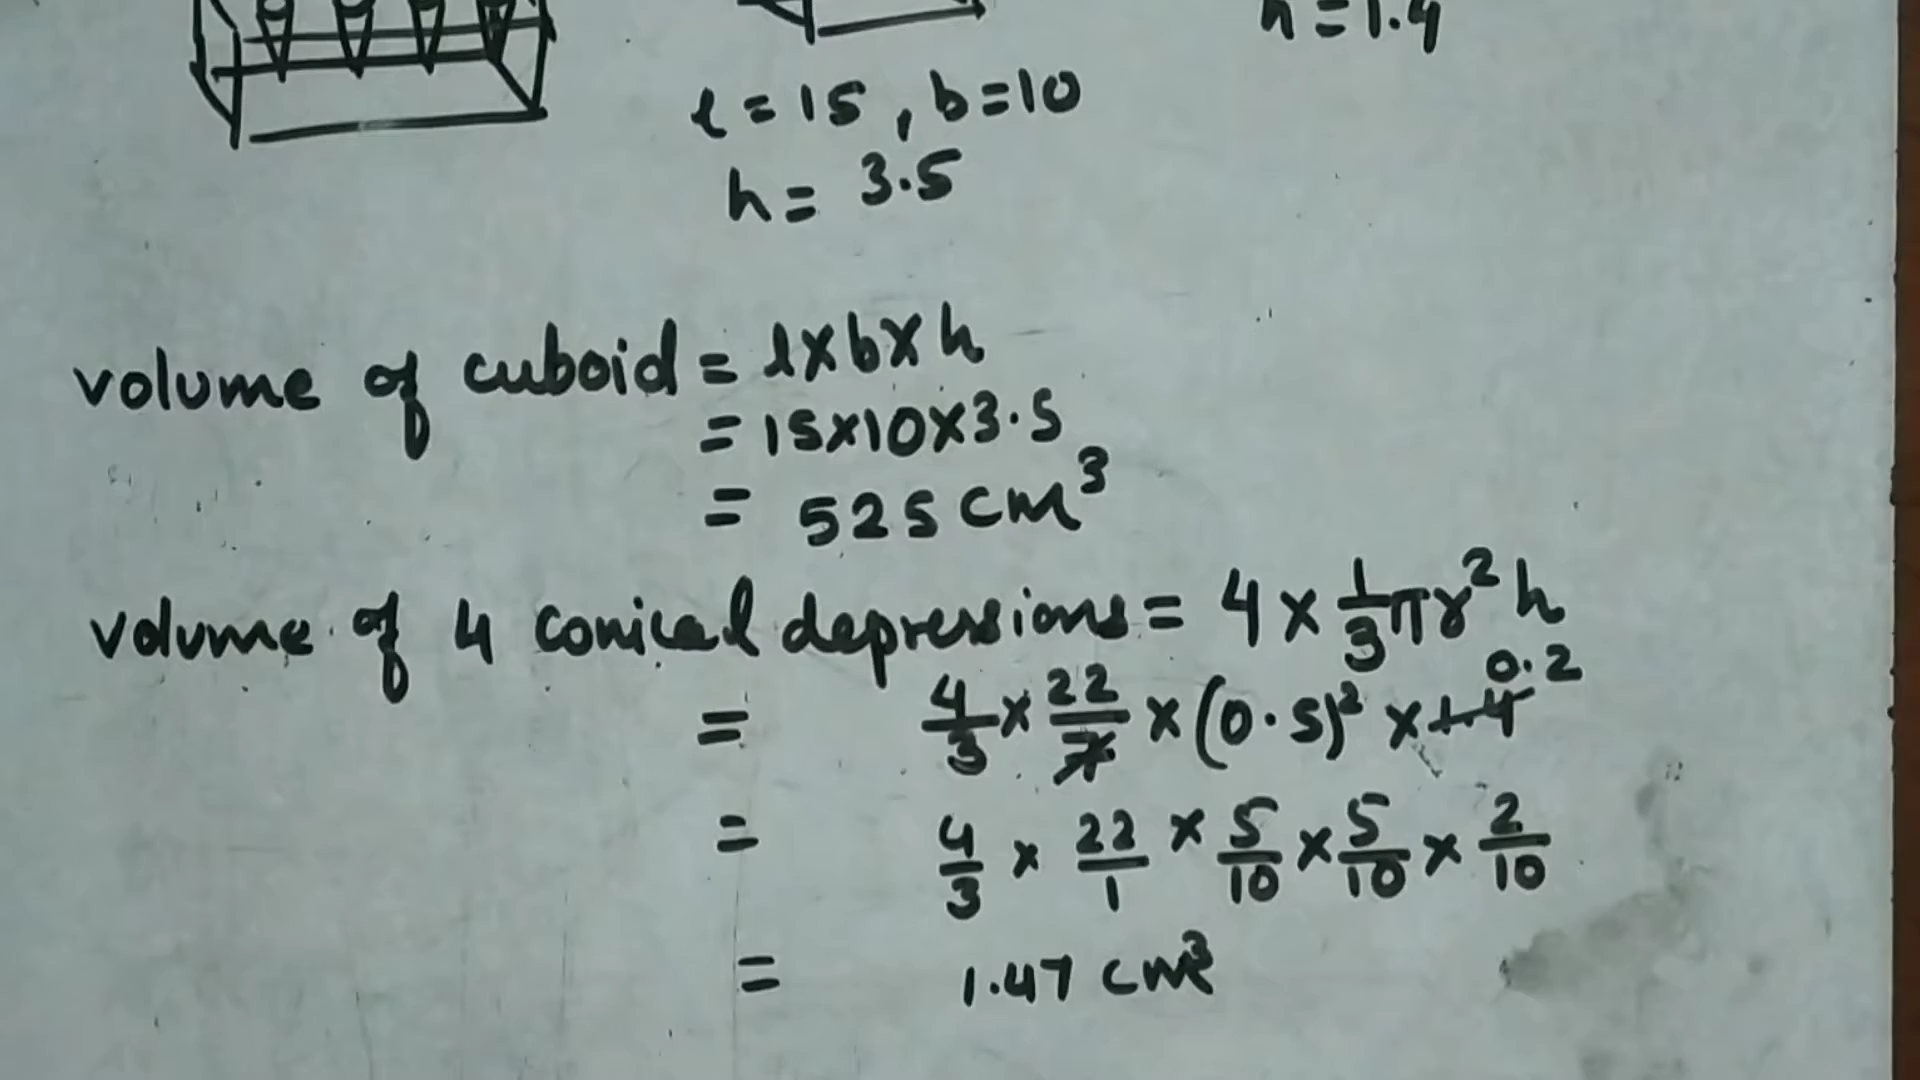 h = 1.4
l = 15, b = 10
h = 3.5
volume of cuboid = l×b×h
= 15×10×3.5
= 525 cm³
volume of 4 conical depressions = 4 × 1/3 πr²h
= 4/3 × 22/7 × (0.5)² × 1.4 0.2
= 4/3 × 22/1 × 5/10 × 5/10 × 2/10
= 1.47 cm³